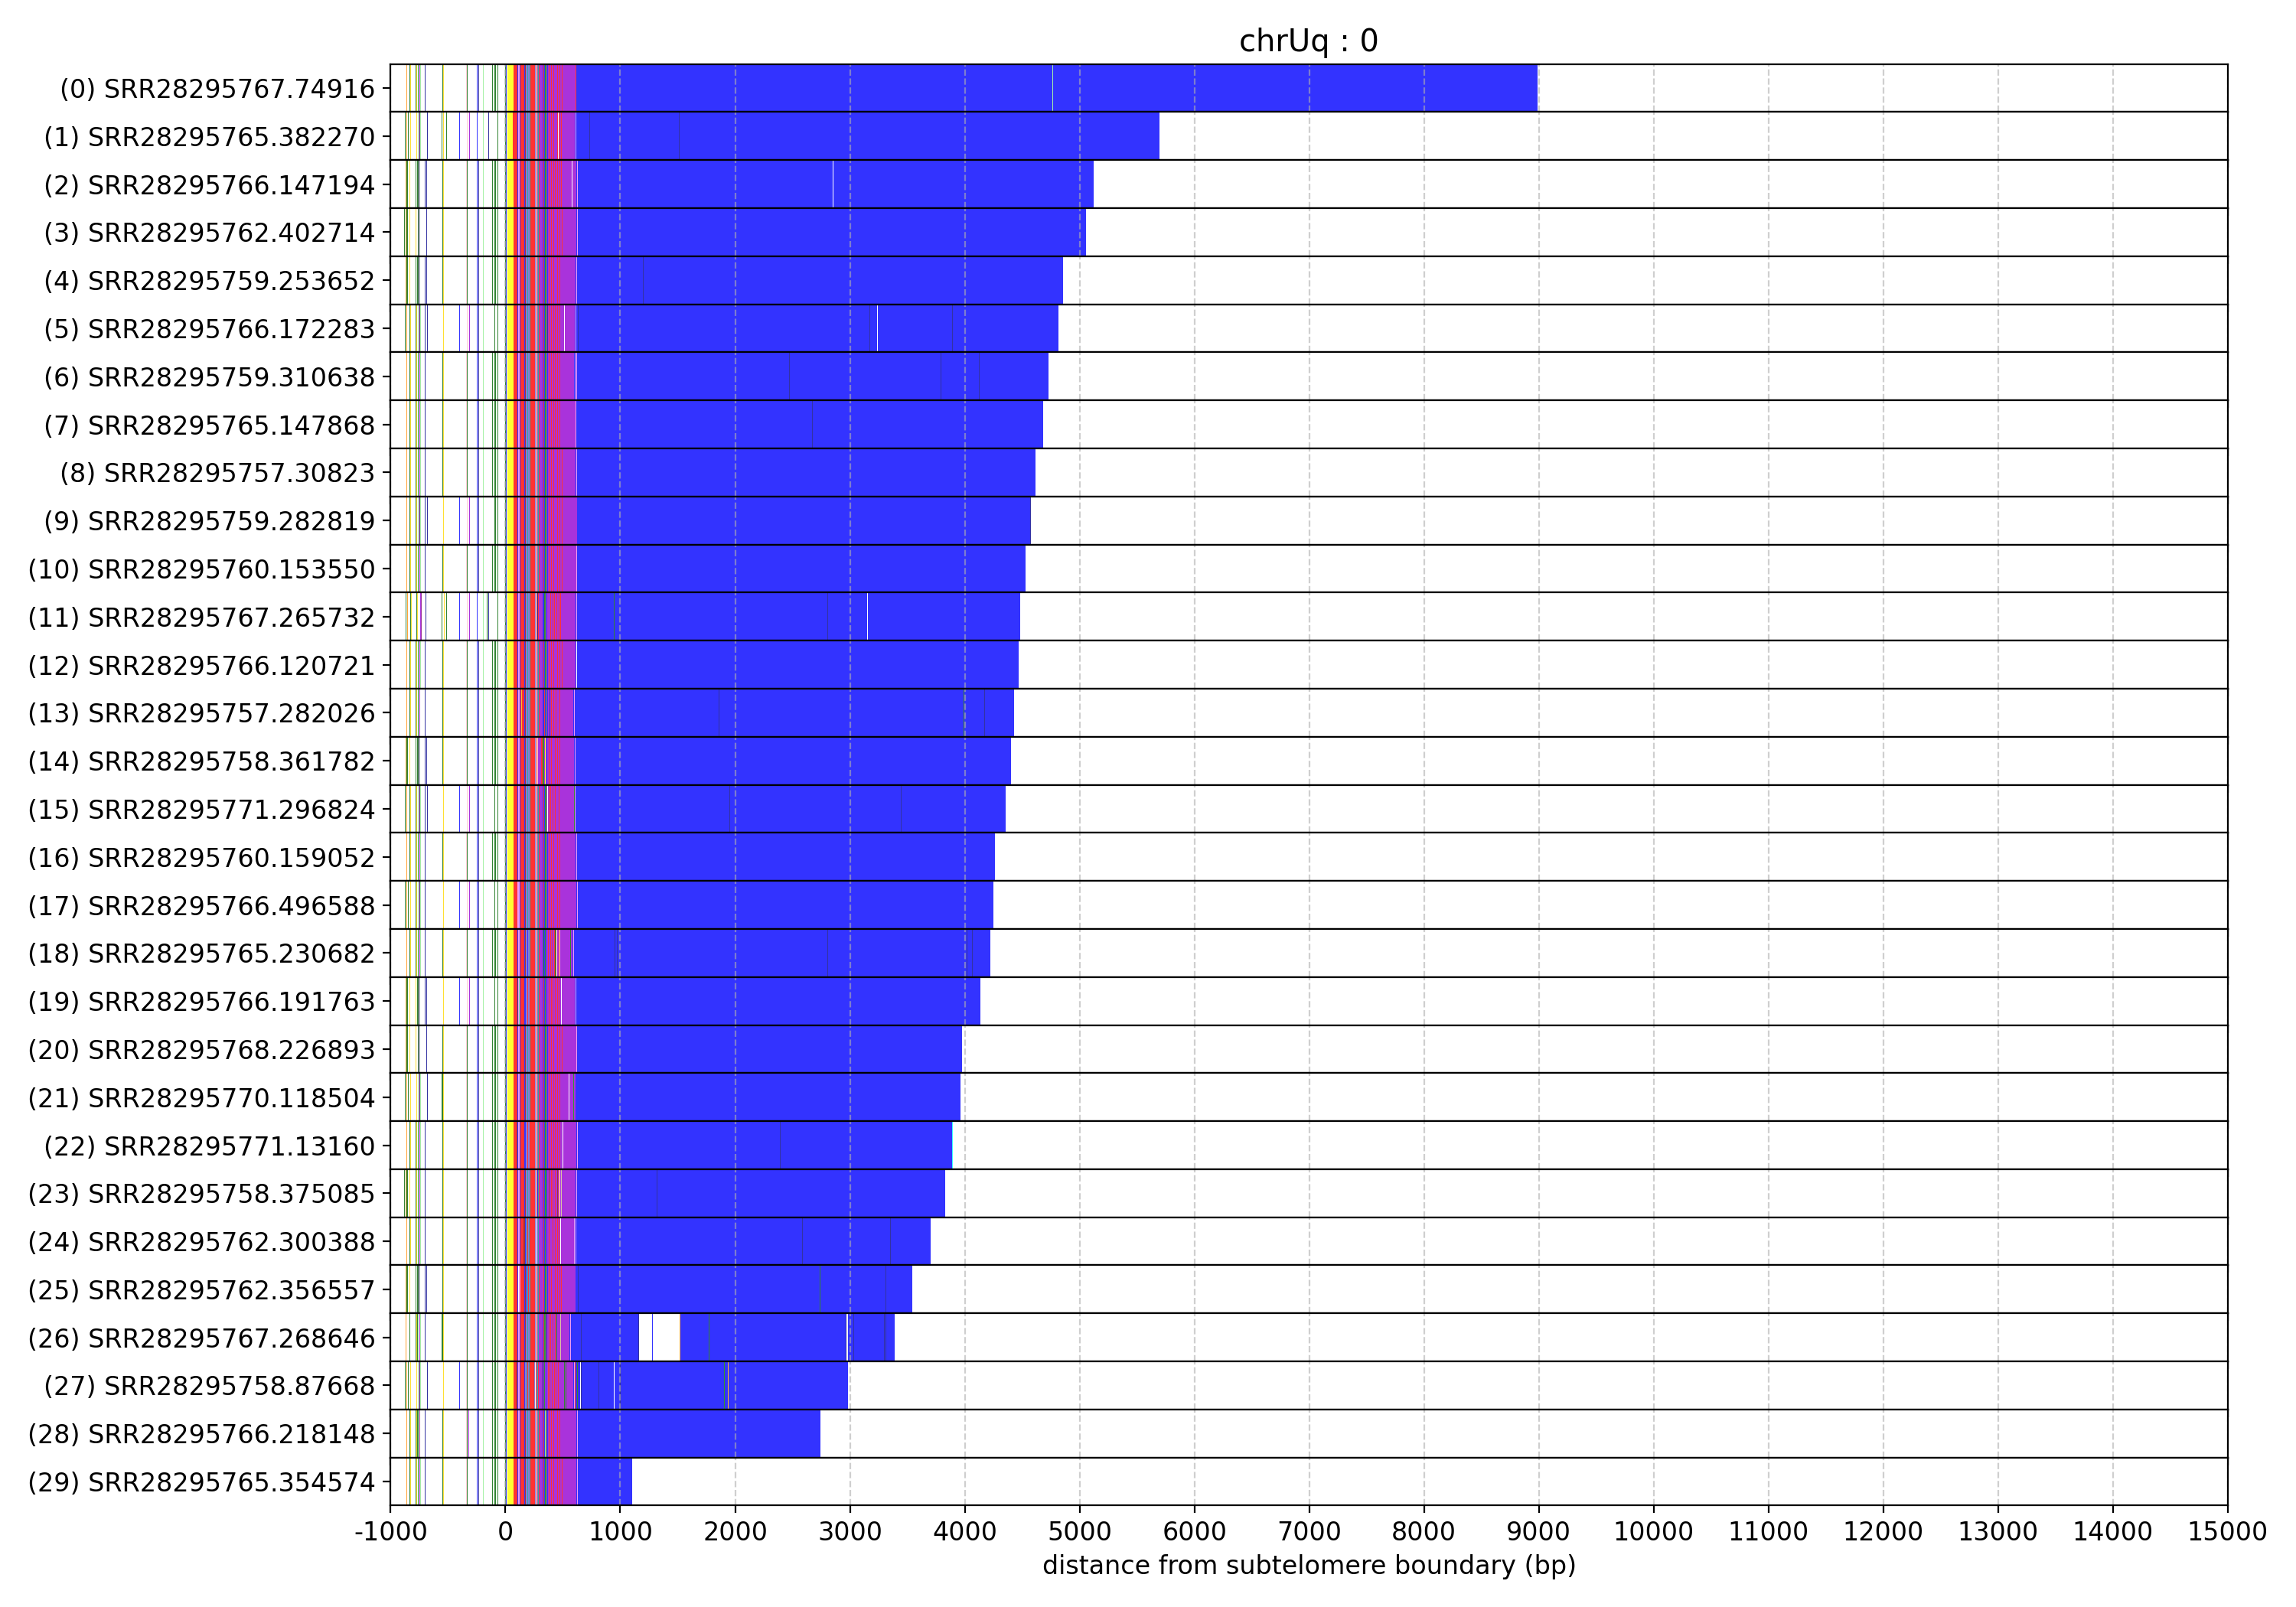 chrUq : 0
(0) SRR28295767.74916
(1) SRR28295765.382270
(2) SRR28295766.147194
(3) SRR28295762.402714
(4) SRR28295759.253652
(5) SRR28295766.172283
(6) SRR28295759.310638
(7) SRR28295765.147868
(8) SRR28295757.30823
(9) SRR28295759.282819
(10) SRR28295760.153550
(11) SRR28295767.265732
(12) SRR28295766.120721
(13) SRR28295757.282026
(14) SRR28295758.361782
(15) SRR28295771.296824
(16) SRR28295760.159052
(17) SRR28295766.496588
(18) SRR28295765.230682
(19) SRR28295766.191763
(20) SRR28295768.226893
(21) SRR28295770.118504
(22) SRR28295771.13160
(23) SRR28295758.375085
(24) SRR28295762.300388
(25) SRR28295762.356557
(26) SRR28295767.268646
(27) SRR28295758.87668
(28) SRR28295766.218148
(29) SRR28295765.354574
-1000 0 1000 2000 3000 4000 5000 6000 7000 8000 9000 10000 11000 12000 13000 14000 15000
distance from subtelomere boundary (bp)